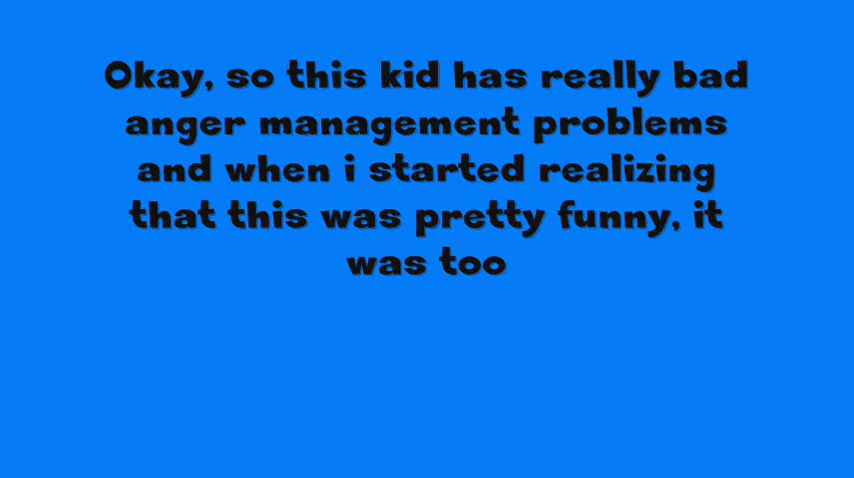 Okay, so this kid has really bad
anger management problems
and when i started realizing
that this was pretty funny, it
was too